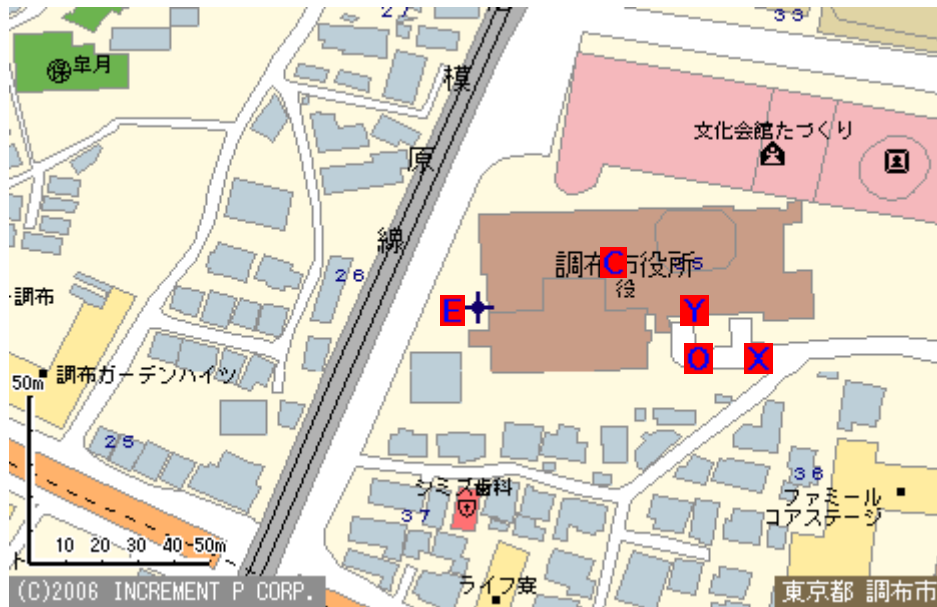 27
33
沿
皐月
模
文化会館たづくり
原
線
C
調布市役所
26
役
E
Y
調布
50m
調布ガーデンハイツ
O
X
25
シミズ歯科
36
37
ファミール
コアステージ
10 20 30 40 50m
ト
ライフ寮
(C)2006 INCREMENT P CORP.
東京都 調布市